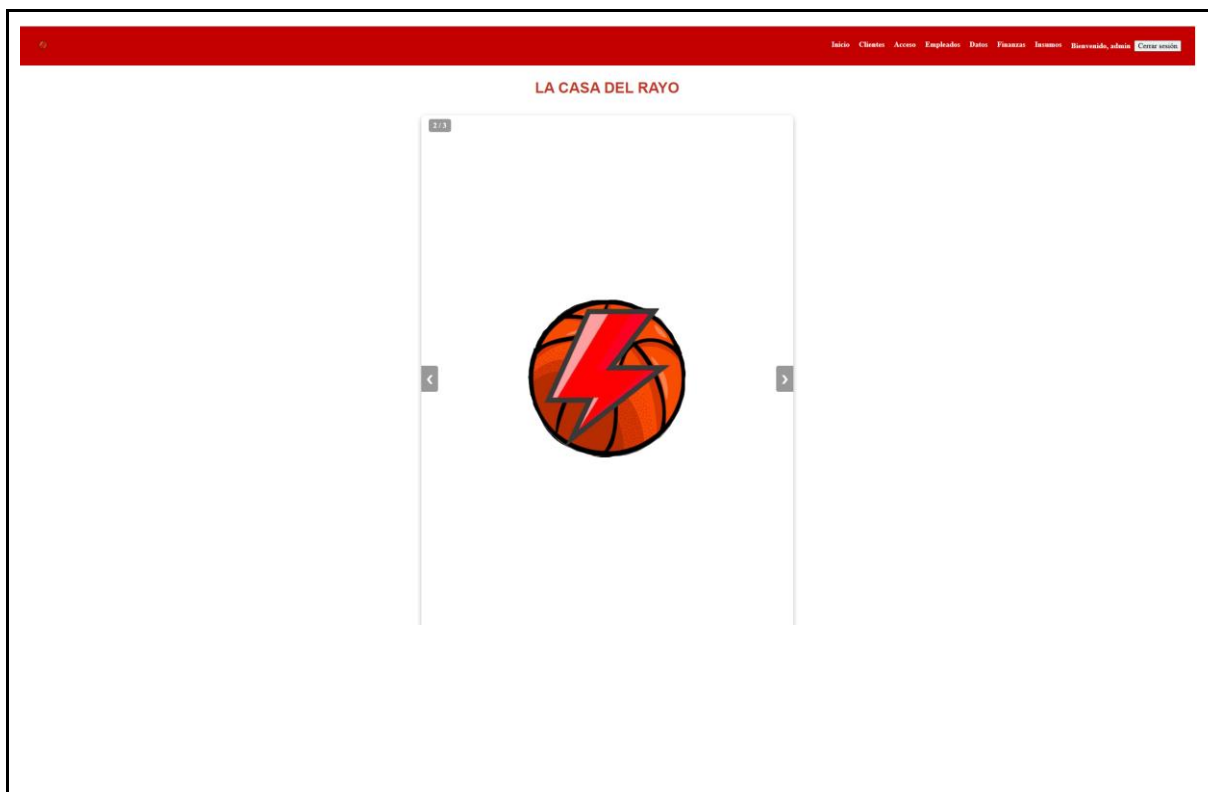 Inicio Clientes Acceso Empleados Datos Finanzas Insumos Bienvenido, admin Cerrar sesión
LA CASA DEL RAYO
2 / 3
❮ ❯